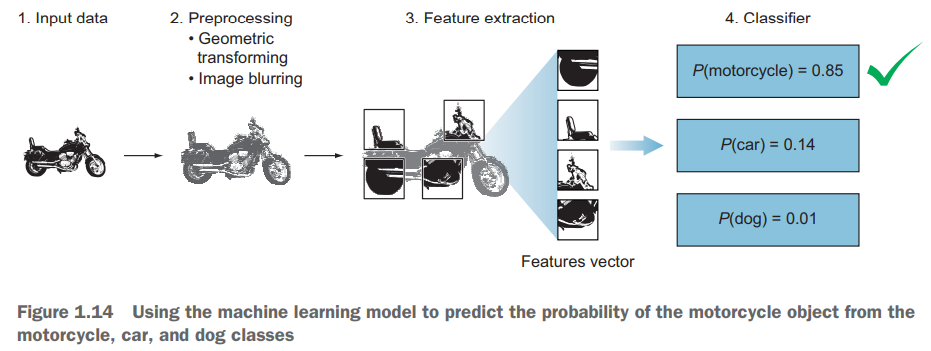 1. Input data
2. Preprocessing
• Geometric
transforming
• Image blurring
3. Feature extraction
Features vector
4. Classifier
P(motorcycle) = 0.85
P(car) = 0.14
P(dog) = 0.01
Figure 1.14 Using the machine learning model to predict the probability of the motorcycle object from the
motorcycle, car, and dog classes